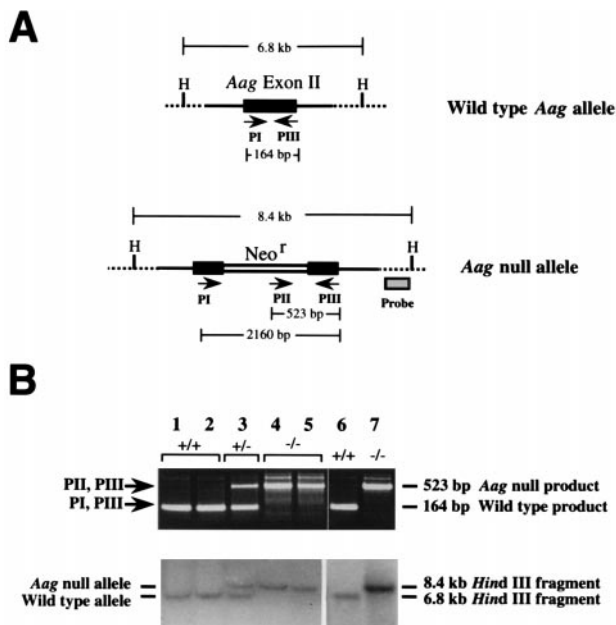 A
6.8 kb
H
Aag Exon II
H
PI
PIII
164 bp
Wild type Aag allele
8.4 kb
H
Neo^r
H
Aag null allele
PI
PII
PIII
Probe
523 bp
2160 bp
B
1 2 3 4 5 6 7
+/+ +/- -/- +/+ -/-
PII, PIII
523 bp Aag null product
PI, PIII
164 bp Wild type product
Aag null allele
8.4 kb Hind III fragment
Wild type allele
6.8 kb Hind III fragment